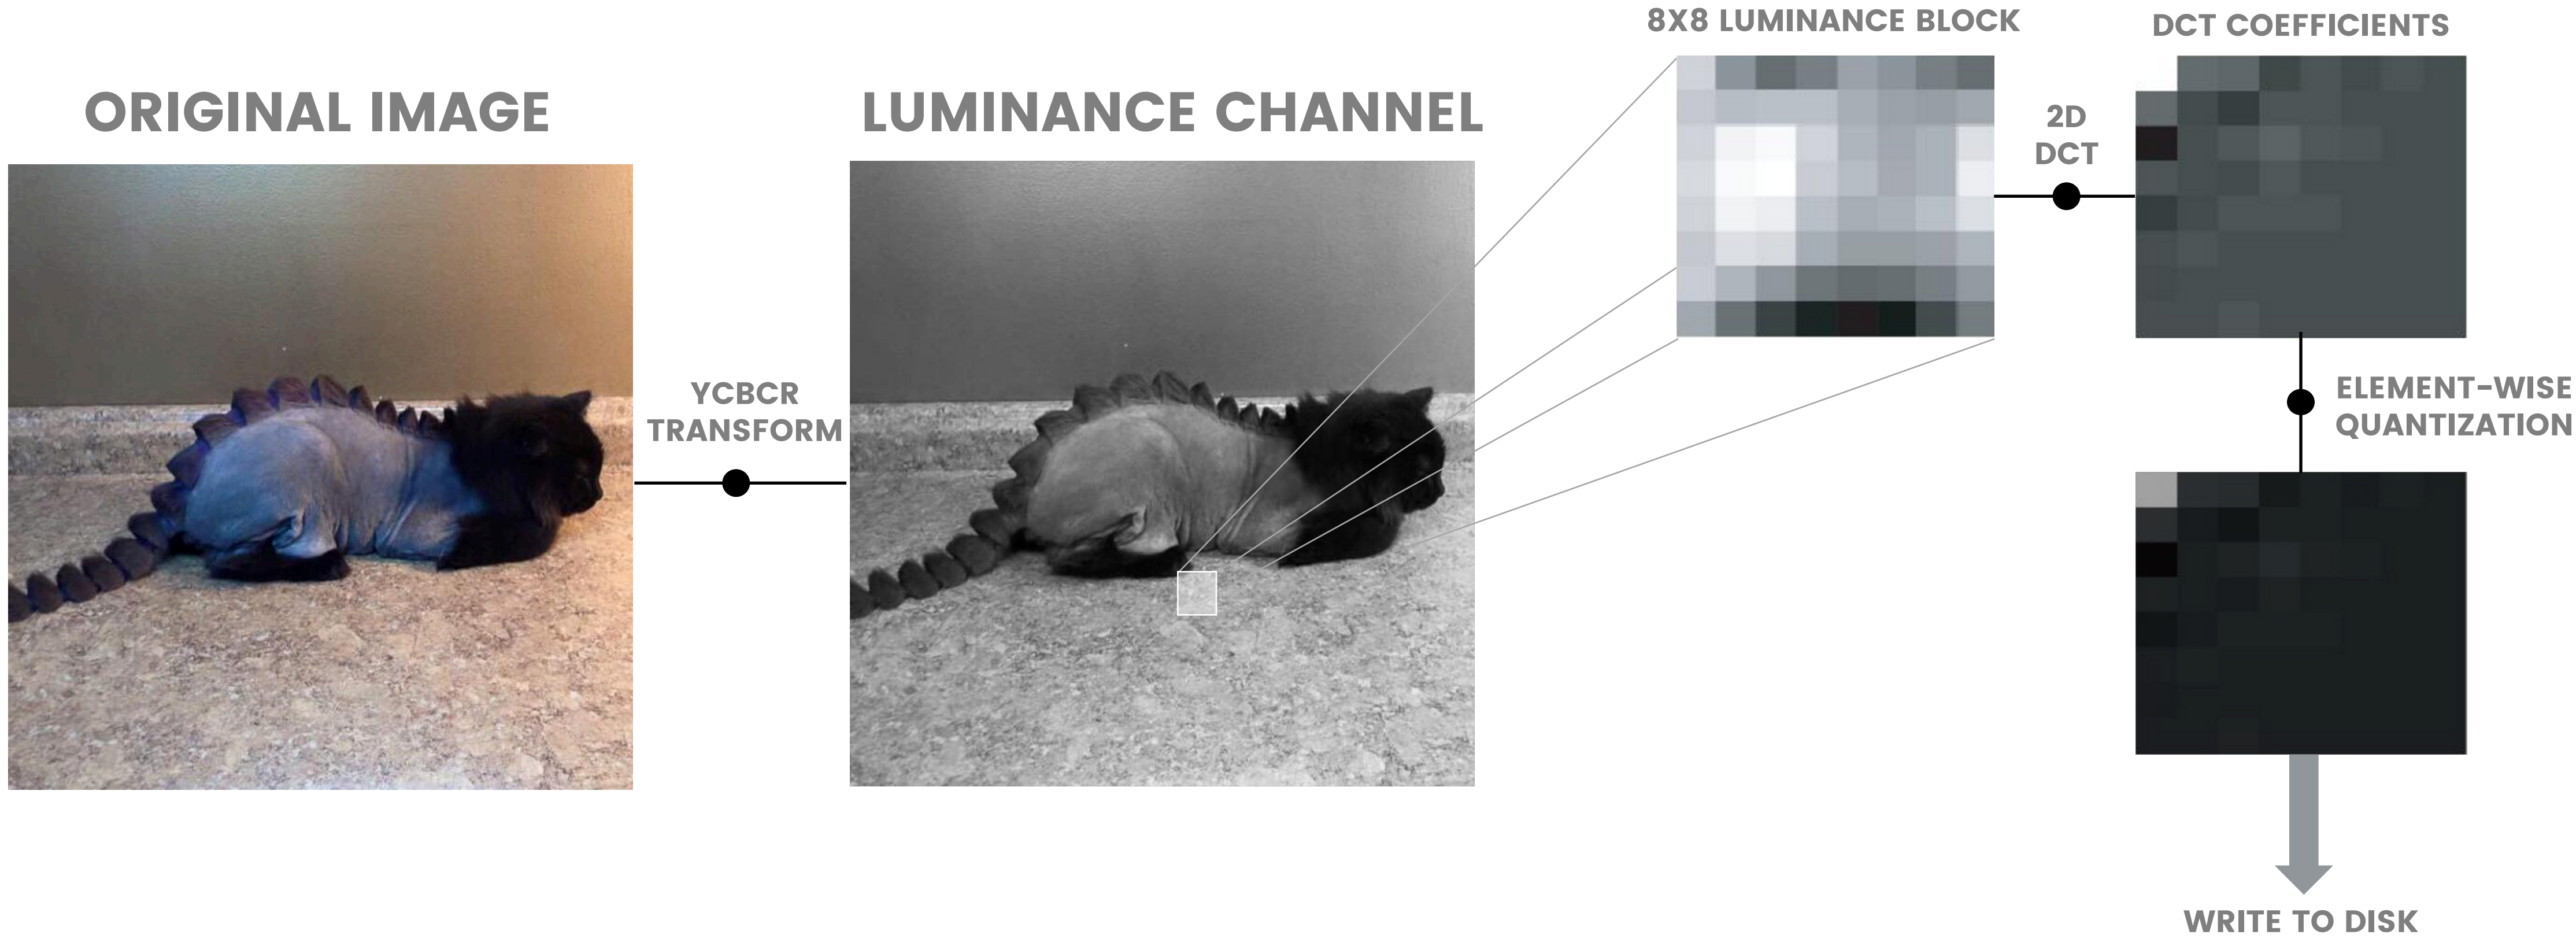 8X8 LUMINANCE BLOCK
DCT COEFFICIENTS
ORIGINAL IMAGE
LUMINANCE CHANNEL
2D
DCT
YCBCR
TRANSFORM
ELEMENT-WISE
QUANTIZATION
WRITE TO DISK